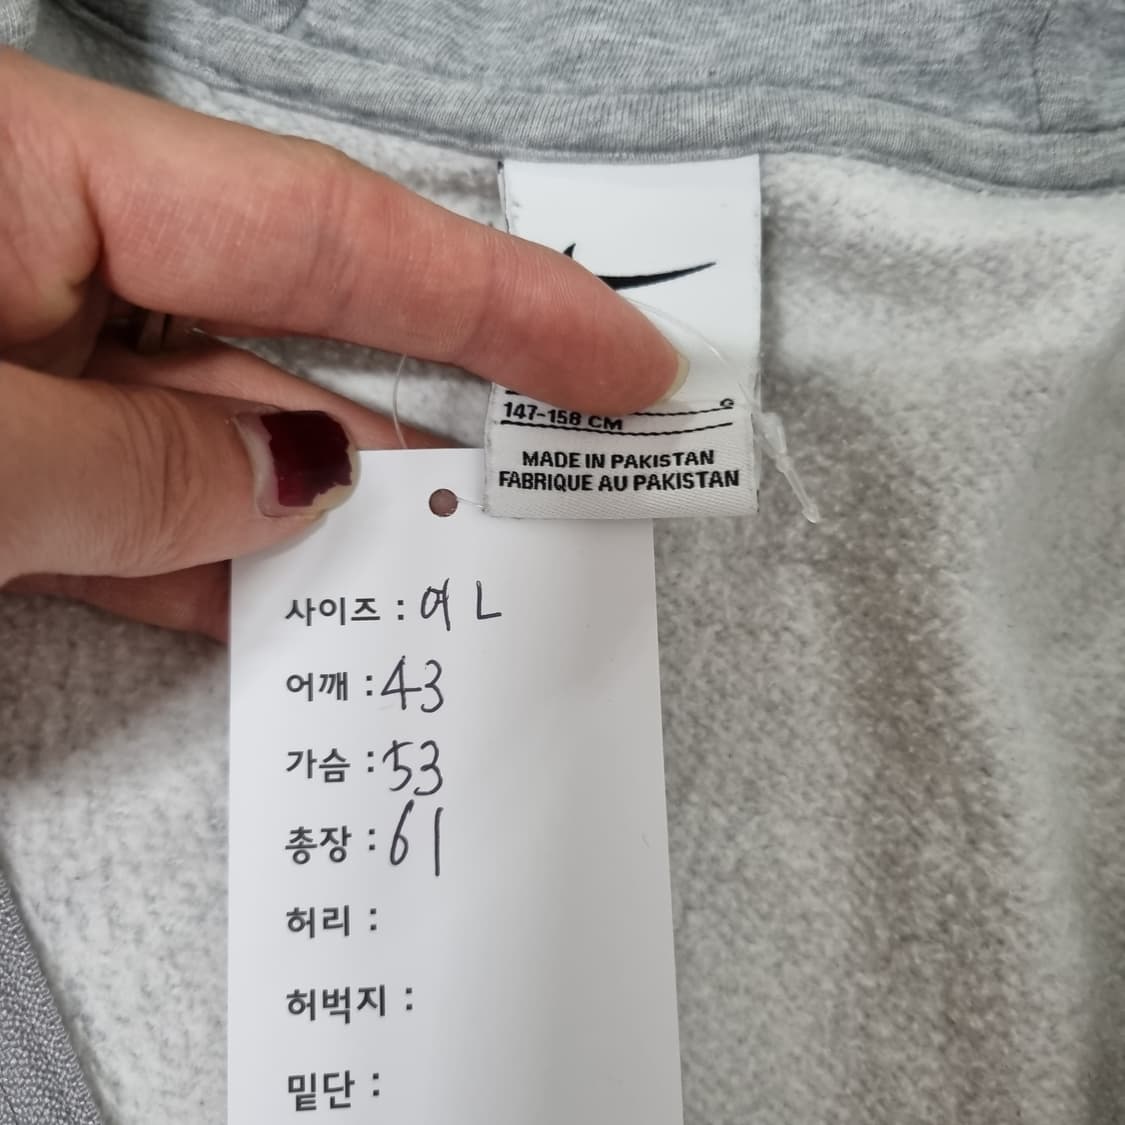 147-158 CM
MADE IN PAKISTAN
FABRIQUE AU PAKISTAN
사이즈 : 여 L
어깨 : 43
가슴 : 53
총장 : 61
허리 :
허벅지 :
밑단 :